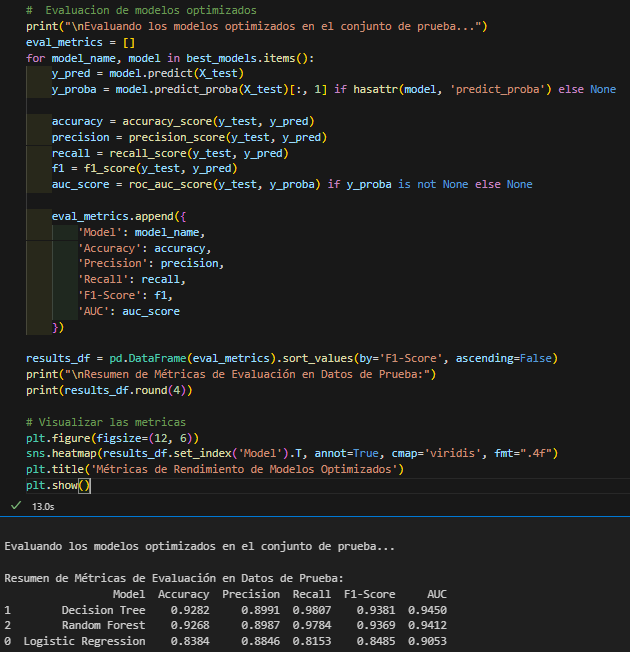 #  Evaluacion de modelos optimizados
print("\nEvaluando los modelos optimizados en el conjunto de prueba...")
eval_metrics = []
for model_name, model in best_models.items():
    y_pred = model.predict(X_test)
    y_proba = model.predict_proba(X_test)[:, 1] if hasattr(model, 'predict_proba') else None
    accuracy = accuracy_score(y_test, y_pred)
    precision = precision_score(y_test, y_pred)
    recall = recall_score(y_test, y_pred)
    f1 = f1_score(y_test, y_pred)
    auc_score = roc_auc_score(y_test, y_proba) if y_proba is not None else None
    eval_metrics.append({
        'Model': model_name,
        'Accuracy': accuracy,
        'Precision': precision,
        'Recall': recall,
        'F1-Score': f1,
        'AUC': auc_score
    })
results_df = pd.DataFrame(eval_metrics).sort_values(by='F1-Score', ascending=False)
print("\nResumen de Métricas de Evaluación en Datos de Prueba:")
print(results_df.round(4))
# Visualizar las metricas
plt.figure(figsize=(12, 6))
sns.heatmap(results_df.set_index('Model').T, annot=True, cmap='viridis', fmt=".4f")
plt.title('Métricas de Rendimiento de Modelos Optimizados')
plt.show()
13.0s
Evaluando los modelos optimizados en el conjunto de prueba...
Resumen de Métricas de Evaluación en Datos de Prueba:
                 Model  Accuracy  Precision  Recall  F1-Score     AUC
1        Decision Tree    0.9282     0.8991  0.9807    0.9381  0.9450
2        Random Forest    0.9268     0.8987  0.9784    0.9369  0.9412
0  Logistic Regression    0.8384     0.8846  0.8153    0.8485  0.9053